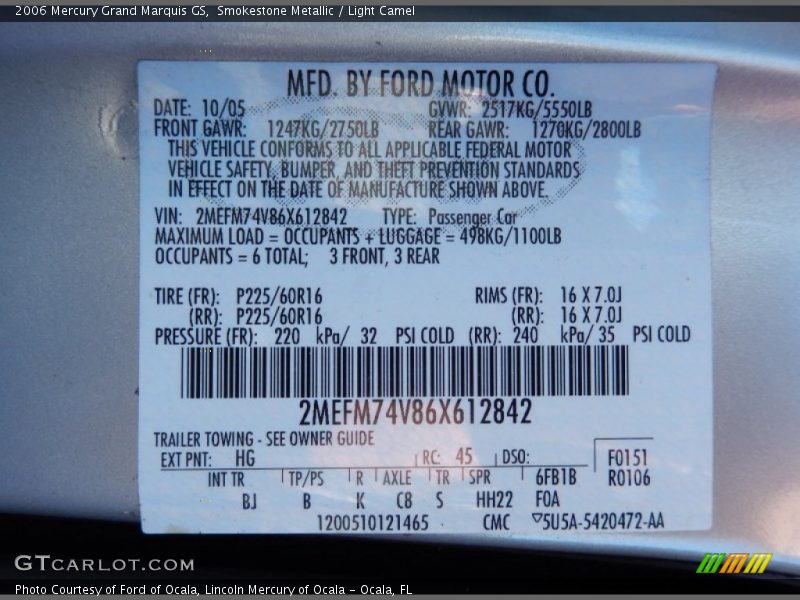 2006 Mercury Grand Marquis GS, Smokestone Metallic / Light Camel
MFD. BY FORD MOTOR CO.
DATE: 10/05 GVWR: 2517KG/5550LB
FRONT GAWR: 1247KG/2750LB REAR GAWR: 1270KG/2800LB
THIS VEHICLE CONFORMS TO ALL APPLICABLE FEDERAL MOTOR
VEHICLE SAFETY, BUMPER, AND THEFT PREVENTION STANDARDS
IN EFFECT ON THE DATE OF MANUFACTURE SHOWN ABOVE.
VIN: 2MEFM74V86X612842 TYPE: Passenger Car
MAXIMUM LOAD = OCCUPANTS + LUGGAGE = 498KG/1100LB
OCCUPANTS = 6 TOTAL; 3 FRONT, 3 REAR
TIRE (FR): P225/60R16 RIMS (FR): 16 X 7.0J
(RR): P225/60R16 (RR): 16 X 7.0J
PRESSURE (FR): 220 kPa/ 32 PSI COLD (RR): 240 kPa/ 35 PSI COLD
2MEFM74V86X612842
TRAILER TOWING - SEE OWNER GUIDE
EXT PNT: HG RC: 45 DSO: F0151
INT TR TP/PS R AXLE TR SPR 6FB1B R0106
BJ B K C8 S HH22 F0A
1200510121465 CMC ▽5U5A-5420472-AA
GTCARLOT.COM
Photo Courtesy of Ford of Ocala, Lincoln Mercury of Ocala - Ocala, FL